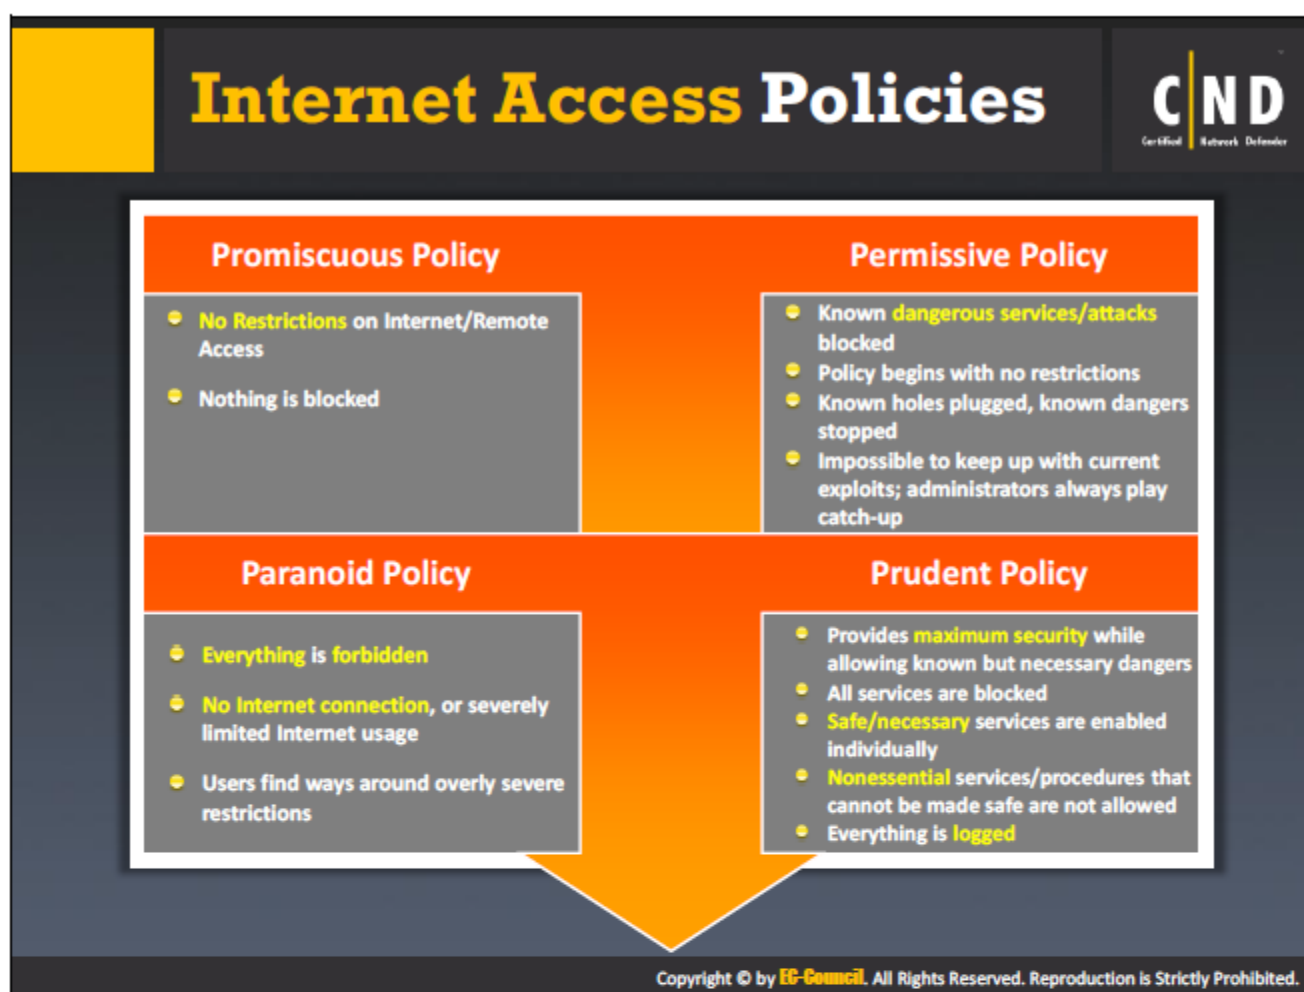 Internet Access Policies
C|ND
Certified Network Defender
Promiscuous Policy
No Restrictions on Internet/Remote
Access
Nothing is blocked
Permissive Policy
Known dangerous services/attacks
blocked
Policy begins with no restrictions
Known holes plugged, known dangers
stopped
Impossible to keep up with current
exploits; administrators always play
catch-up
Paranoid Policy
Everything is forbidden
No Internet connection, or severely
limited Internet usage
Users find ways around overly severe
restrictions
Prudent Policy
Provides maximum security while
allowing known but necessary dangers
All services are blocked
Safe/necessary services are enabled
individually
Nonessential services/procedures that
cannot be made safe are not allowed
Everything is logged
Copyright © by EC-Council. All Rights Reserved. Reproduction is Strictly Prohibited.